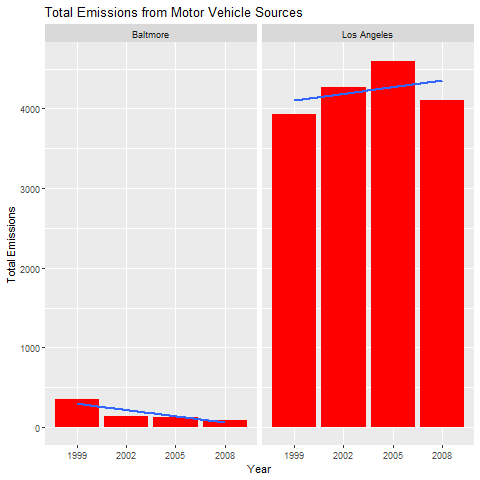 Total Emissions from Motor Vehicle Sources
Baltmore
Los Angeles
Total Emissions
4000
3000
2000
1000
0
1999
2002
2005
2008
1999
2002
2005
2008
Year